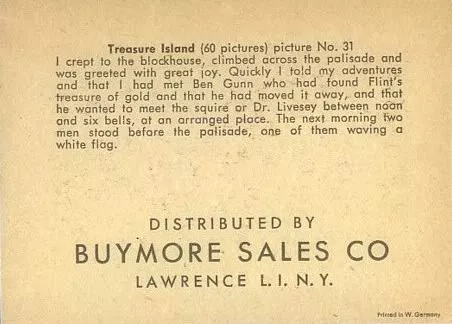 Treasure Island (60 pictures) picture No. 31
I crept to the blockhouse, climbed across the palisade and
was greeted with great joy. Quickly I told my adventures
and that I had met Ben Gunn who had found Flint's
treasure of gold and that he had moved it away, and that
he wanted to meet the squire or Dr. Livesey between noan
and six bells, at an arranged place. The next morning two
men stood before the palisade, one of them waving a
white flag.
DISTRIBUTED BY
BUYMORE SALES CO
LAWRENCE L.I. N.Y.
Printed in W. Germany